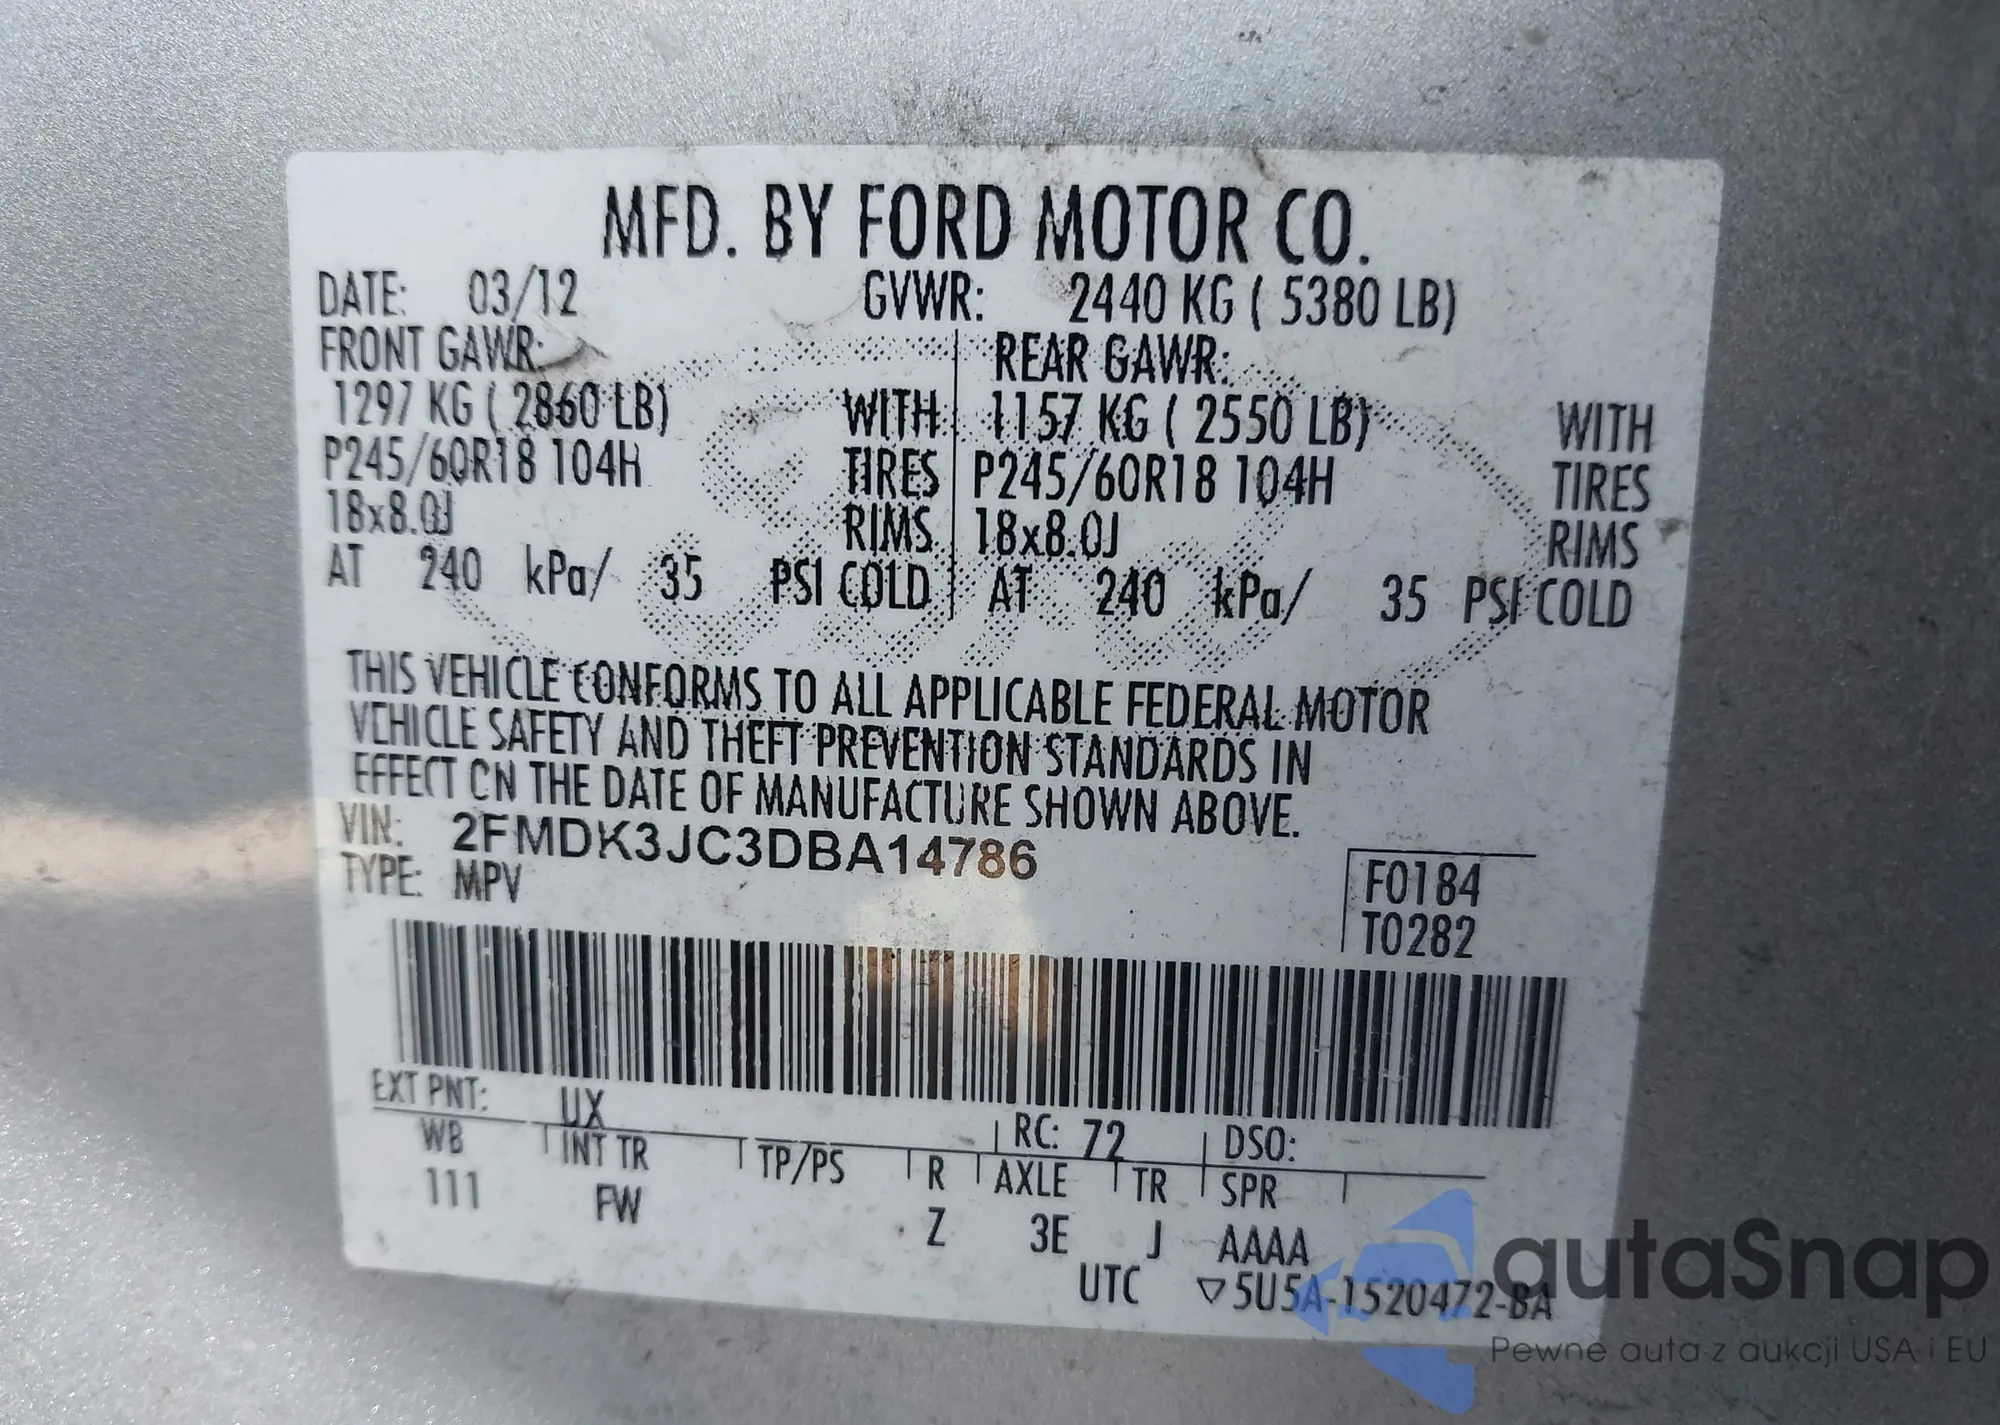 MFD. BY FORD MOTOR CO.
DATE: 03/12 GVWR: 2440 KG ( 5380 LB)
FRONT GAWR: REAR GAWR:
1297 KG ( 2860 LB) WITH 1157 KG ( 2550 LB) WITH
P245/60R18 104H TIRES P245/60R18 104H TIRES
18x8.0J RIMS 18x8.0J RIMS
AT 240 kPa/ 35 PSI COLD AT 240 kPa/ 35 PSI COLD
THIS VEHICLE CONFORMS TO ALL APPLICABLE FEDERAL MOTOR
VEHICLE SAFETY AND THEFT PREVENTION STANDARDS IN
EFFECT ON THE DATE OF MANUFACTURE SHOWN ABOVE.
VIN: 2FMDK3JC3DBA14786
TYPE: MPV
F0184
T0282
EXT PNT: UX RC: 72 DSO:
WB INT TR TP/PS R AXLE TR SPR
111 FW Z 3E J AAAA
UTC ▽5U5A-1520472-BA
autaSnap
Pewne auta z aukcji USA i EU